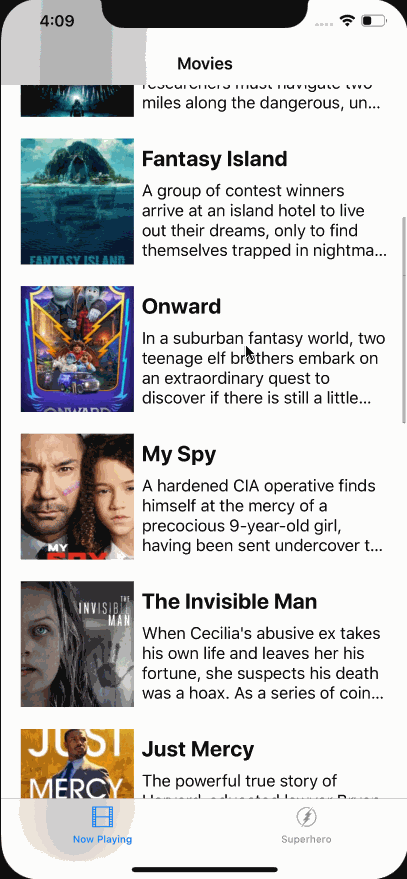 4:09
Movies
researchers must navigate two
miles along the dangerous, un...
FANTASY ISLAND
Fantasy Island
A group of contest winners
arrive at an island hotel to live
out their dreams, only to find
themselves trapped in nightma...
ONWARD
Onward
In a suburban fantasy world, two
teenage elf brothers embark on
an extraordinary quest to
discover if there is still a little...
MY
SPY
My Spy
A hardened CIA operative finds
himself at the mercy of a
precocious 9-year-old girl,
having been sent undercover t...
THE
INVISIBLE
MAN
The Invisible Man
When Cecilia's abusive ex takes
his own life and leaves her his
fortune, she suspects his death
was a hoax. As a series of coin...
JUST
MERCY
Just Mercy
The powerful true story of
Harvard-educated lawyer Bryan
Now Playing
Superhero